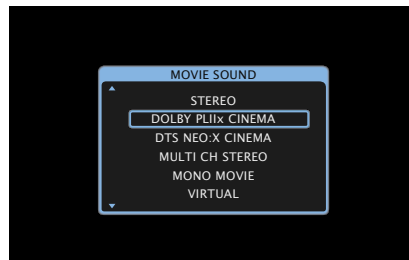 MOVIE SOUND
STEREO
DOLBY PLIIx CINEMA
DTS NEO:X CINEMA
MULTI CH STEREO
MONO MOVIE
VIRTUAL